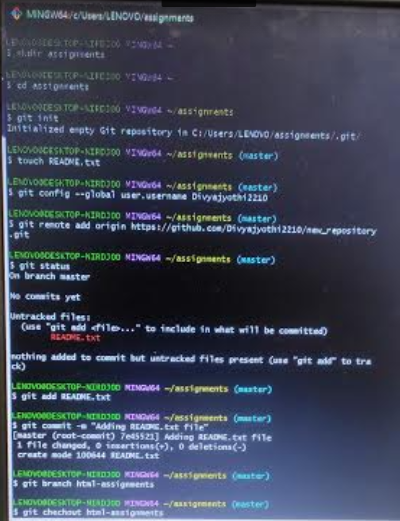 MINGW64:/c/Users/LENOVO/assignments
LENOVO@DESKTOP-NIRDJOO MINGW64 ~
$ mkdir assignments
LENOVO@DESKTOP-NIRDJOO MINGW64 ~
$ cd assignments
LENOVO@DESKTOP-NIRDJOO MINGW64 ~/assignments
$ git init
Initialized empty Git repository in C:/Users/LENOVO/assignments/.git/
LENOVO@DESKTOP-NIRDJOO MINGW64 ~/assignments (master)
$ touch README.txt
LENOVO@DESKTOP-NIRDJOO MINGW64 ~/assignments (master)
$ git config --global user.username Divyajyothi2210
LENOVO@DESKTOP-NIRDJOO MINGW64 ~/assignments (master)
$ git remote add origin https://github.com/Divyajyothi2210/new_repository
.git
LENOVO@DESKTOP-NIRDJOO MINGW64 ~/assignments (master)
$ git status
On branch master
No commits yet
Untracked files:
(use "git add <file>..." to include in what will be committed)
README.txt
nothing added to commit but untracked files present (use "git add" to tra
ck)
LENOVO@DESKTOP-NIRDJOO MINGW64 ~/assignments (master)
$ git add README.txt
LENOVO@DESKTOP-NIRDJOO MINGW64 ~/assignments (master)
$ git commit -m "Adding README.txt file"
[master (root-commit) 7e45521] Adding README.txt file
1 file changed, 0 insertions(+), 0 deletions(-)
create mode 100644 README.txt
LENOVO@DESKTOP-NIRDJOO MINGW64 ~/assignments (master)
$ git branch html-assignments
LENOVO@DESKTOP-NIRDJOO MINGW64 ~/assignments (master)
$ git chechout html-assignments